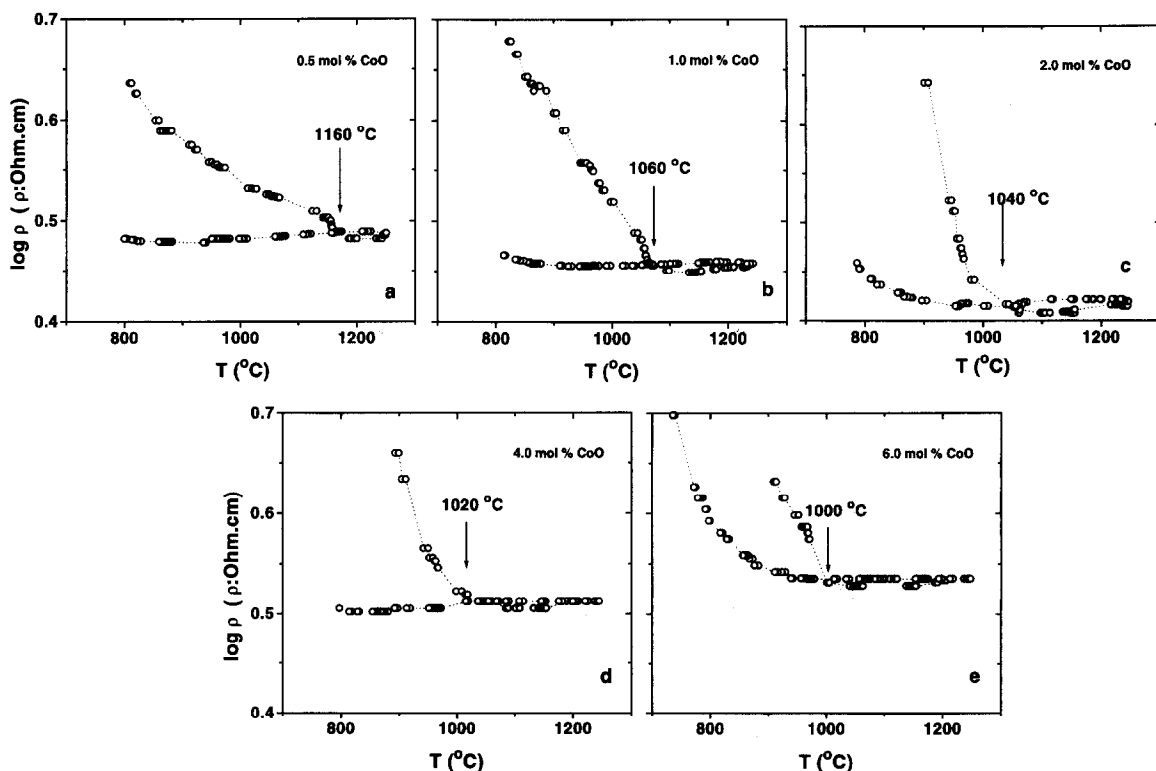 0.7
0.6
0.5
0.4
log ρ ( ρ:Ohm.cm)
0.5 mol % CoO
1160 °C
a
800 1000 1200
T (°C)
1.0 mol % CoO
1060 °C
b
800 1000 1200
T (°C)
2.0 mol % CoO
1040 °C
c
800 1000 1200
T (°C)
0.7
0.6
0.5
0.4
log ρ ( ρ:Ohm.cm)
4.0 mol % CoO
1020 °C
d
800 1000 1200
T (°C)
6.0 mol % CoO
1000 °C
e
800 1000 1200
T (°C)